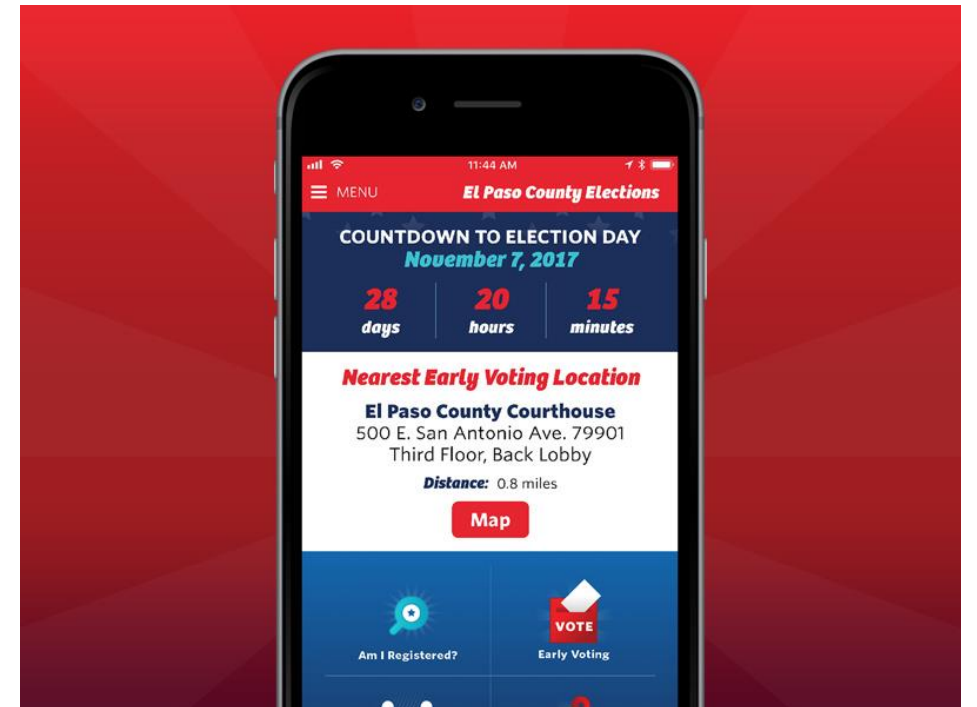 11:44 AM
MENU
El Paso County Elections
COUNTDOWN TO ELECTION DAY
November 7, 2017
28 20 15
days hours minutes
Nearest Early Voting Location
El Paso County Courthouse
500 E. San Antonio Ave. 79901
Third Floor, Back Lobby
Distance: 0.8 miles
Map
VOTE
Am I Registered? Early Voting